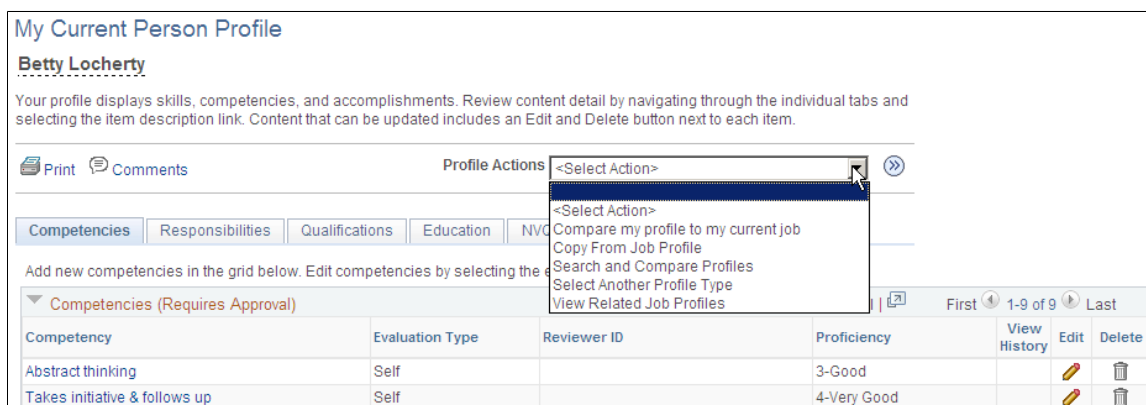 My Current Person Profile
Betty Locherty
Your profile displays skills, competencies, and accomplishments. Review content detail by navigating through the individual tabs and
selecting the item description link. Content that can be updated includes an Edit and Delete button next to each item.
Print Comments Profile Actions <Select Action>
<Select Action>
Compare my profile to my current job
Copy From Job Profile
Search and Compare Profiles
Select Another Profile Type
View Related Job Profiles
Competencies Responsibilities Qualifications Education
Add new competencies in the grid below. Edit competencies by selecting the
Competencies (Requires Approval) | First 1-9 of 9 Last
Competency Evaluation Type Reviewer ID Proficiency View History Edit Delete
Abstract thinking Self 3-Good
Takes initiative & follows up Self 4-Very Good